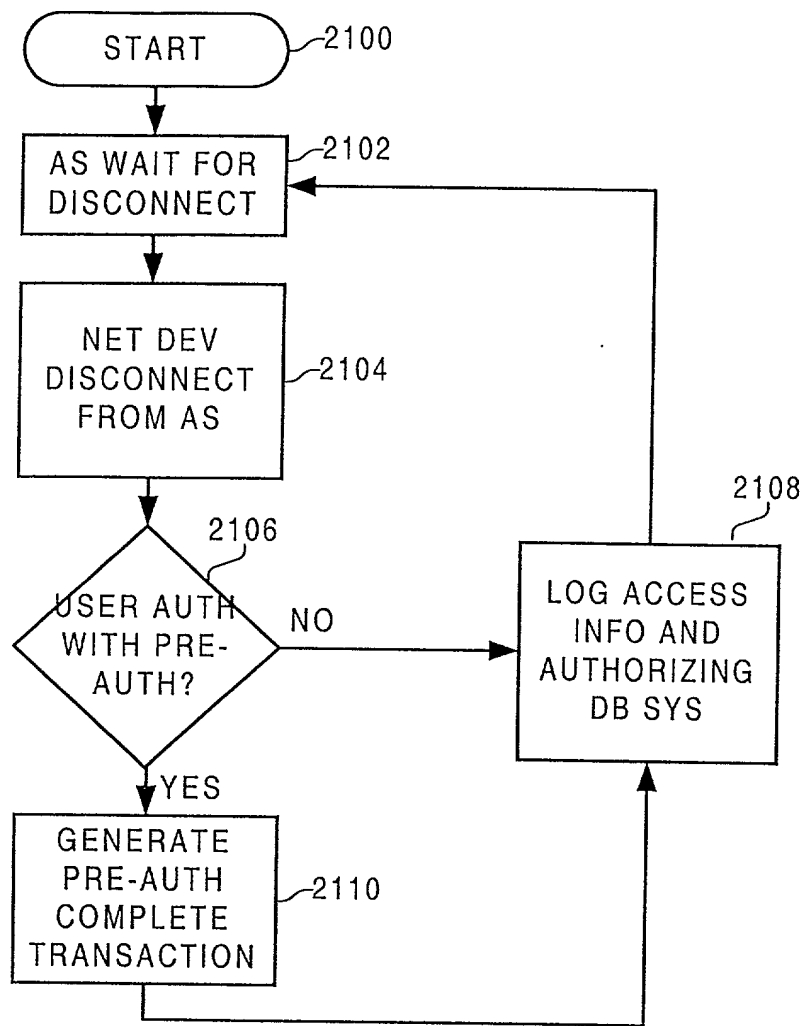 START
2100
AS WAIT FOR
DISCONNECT
2102
NET DEV
DISCONNECT
FROM AS
2104
2106
USER AUTH
WITH PRE-
AUTH?
NO
YES
2108
LOG ACCESS
INFO AND
AUTHORIZING
DB SYS
GENERATE
PRE-AUTH
COMPLETE
TRANSACTION
2110